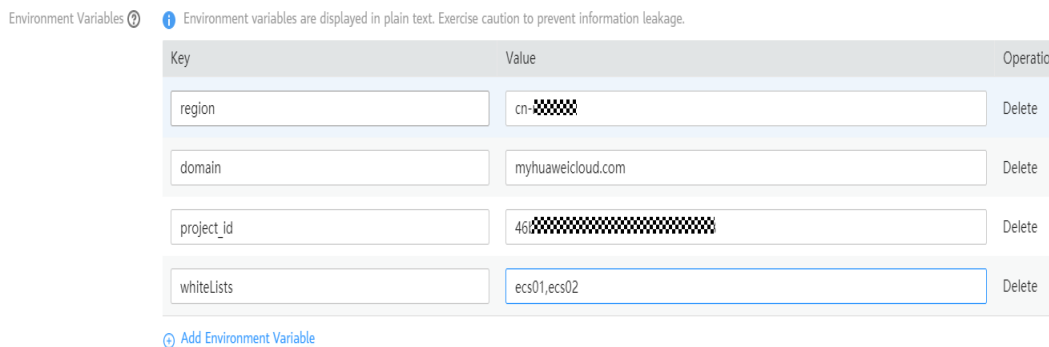 Environment Variables
Environment variables are displayed in plain text. Exercise caution to prevent information leakage.
Key Value Operatio
region cn- Delete
domain myhuaweicloud.com Delete
project_id 46 Delete
whiteLists ecs01,ecs02 Delete
Add Environment Variable